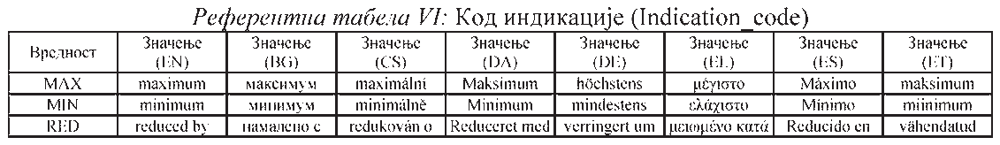 Референтна табела VI: Код индикације (Indication_code)
Вредност Значење (EN) Значење (BG) Значење (CS) Значење (DA) Значење (DE) Значење (EL) Значење (ES) Значење (ET)
MAX maximum максимум maximální Maksimum höchstens μέγιστο Máximo maksimum
MIN minimum минимум minimálně Minimum mindestens ελάχιστο Mínimo miinimum
RED reduced by намалено с redukován o Reduceret med verringert um μειωμένο κατά Reducido en vähendatud